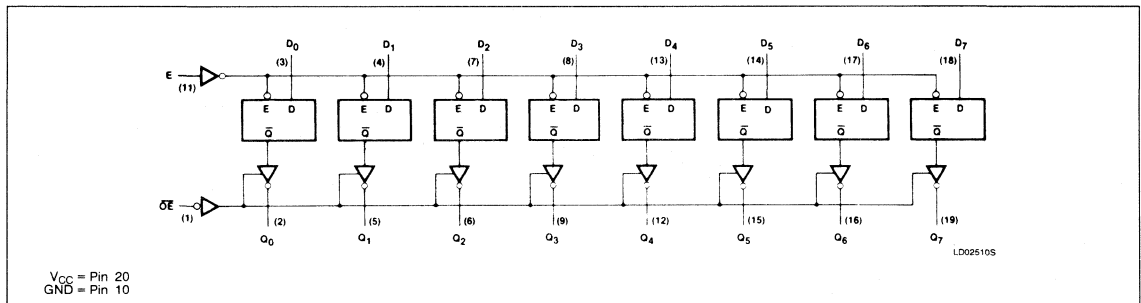 D0 D1 D2 D3 D4 D5 D6 D7
(3) (4) (7) (8) (13) (14) (17) (18)
E
(11)
E D E D E D E D E D E D E D E D
Q̅ Q̅ Q̅ Q̅ Q̅ Q̅ Q̅ Q̅
O̅E̅
(1)
(2) (5) (6) (9) (12) (15) (16) (19)
Q0 Q1 Q2 Q3 Q4 Q5 Q6 Q7
LD02510S
VCC = Pin 20
GND = Pin 10